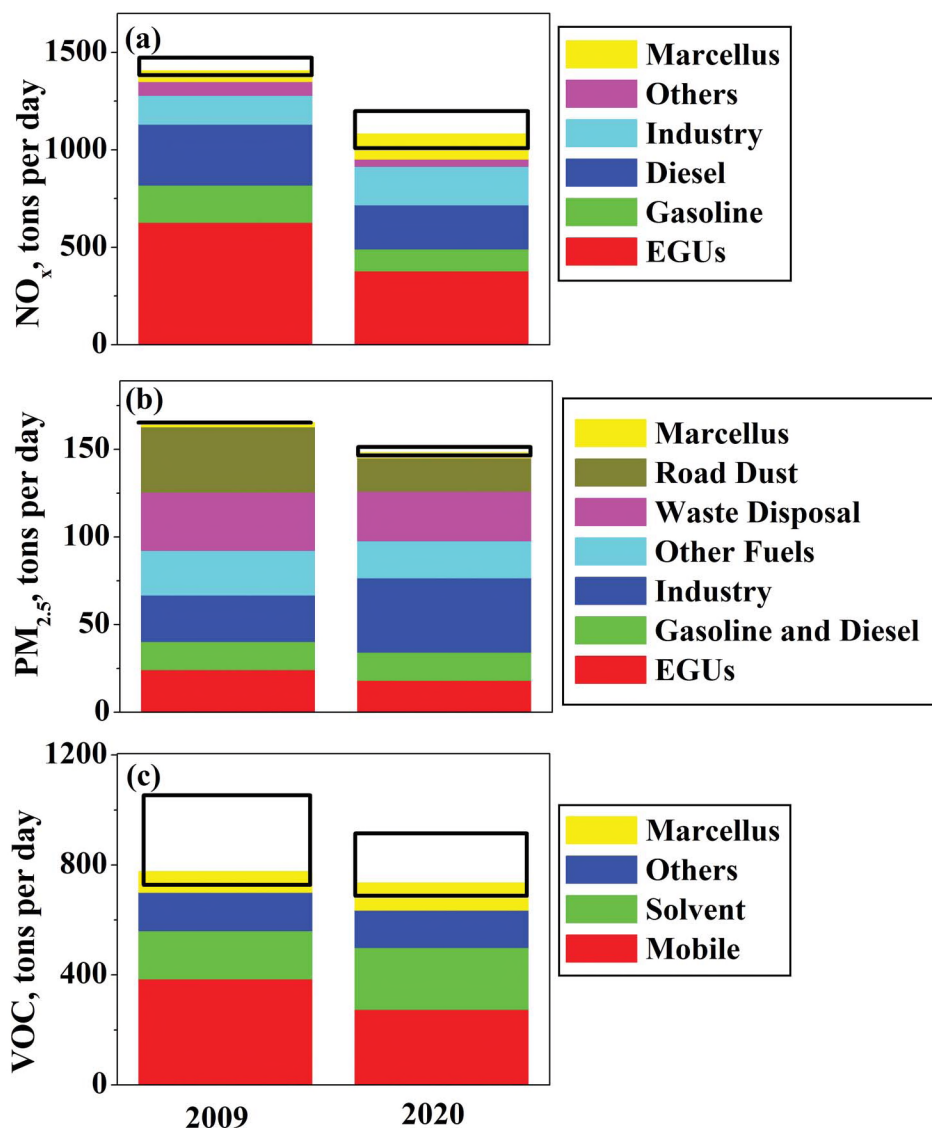 (a)
1500
1000
500
0
NOx, tons per day
Marcellus
Others
Industry
Diesel
Gasoline
EGUs
(b)
150
100
50
0
PM2.5, tons per day
Marcellus
Road Dust
Waste Disposal
Other Fuels
Industry
Gasoline and Diesel
EGUs
(c)
1200
800
400
0
VOC, tons per day
Marcellus
Others
Solvent
Mobile
2009 2020